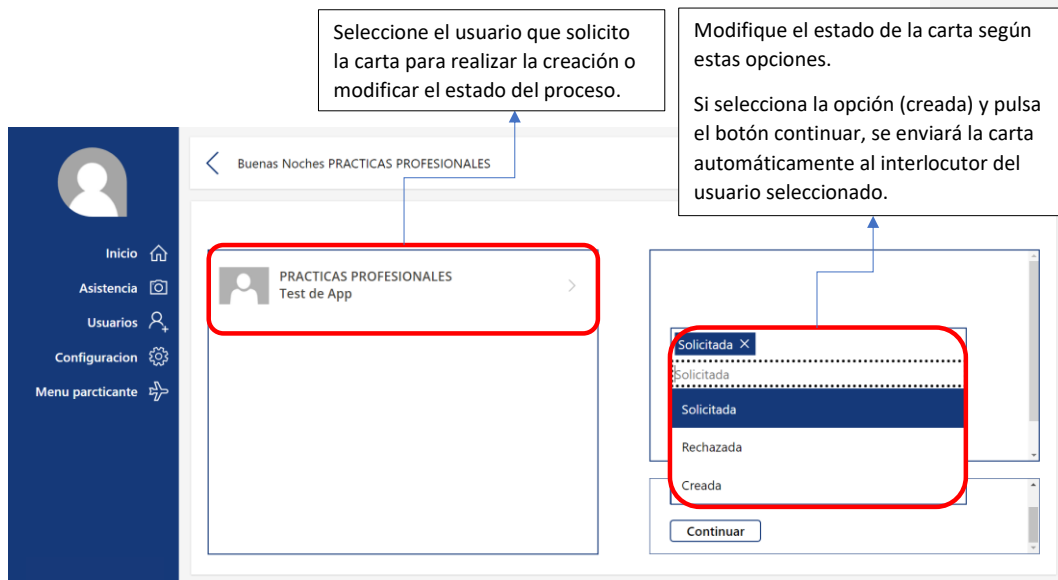 Seleccione el usuario que solicito
la carta para realizar la creación o
modificar el estado del proceso.
Modifique el estado de la carta según
estas opciones.
Si selecciona la opción (creada) y pulsa
el botón continuar, se enviará la carta
automáticamente al interlocutor del
usuario seleccionado.
Buenas Noches PRACTICAS PROFESIONALES
Inicio
Asistencia
Usuarios
Configuracion
Menu parcticante
PRACTICAS PROFESIONALES
Test de App
Solicitada ×
Solicitada
Solicitada
Rechazada
Creada
Continuar